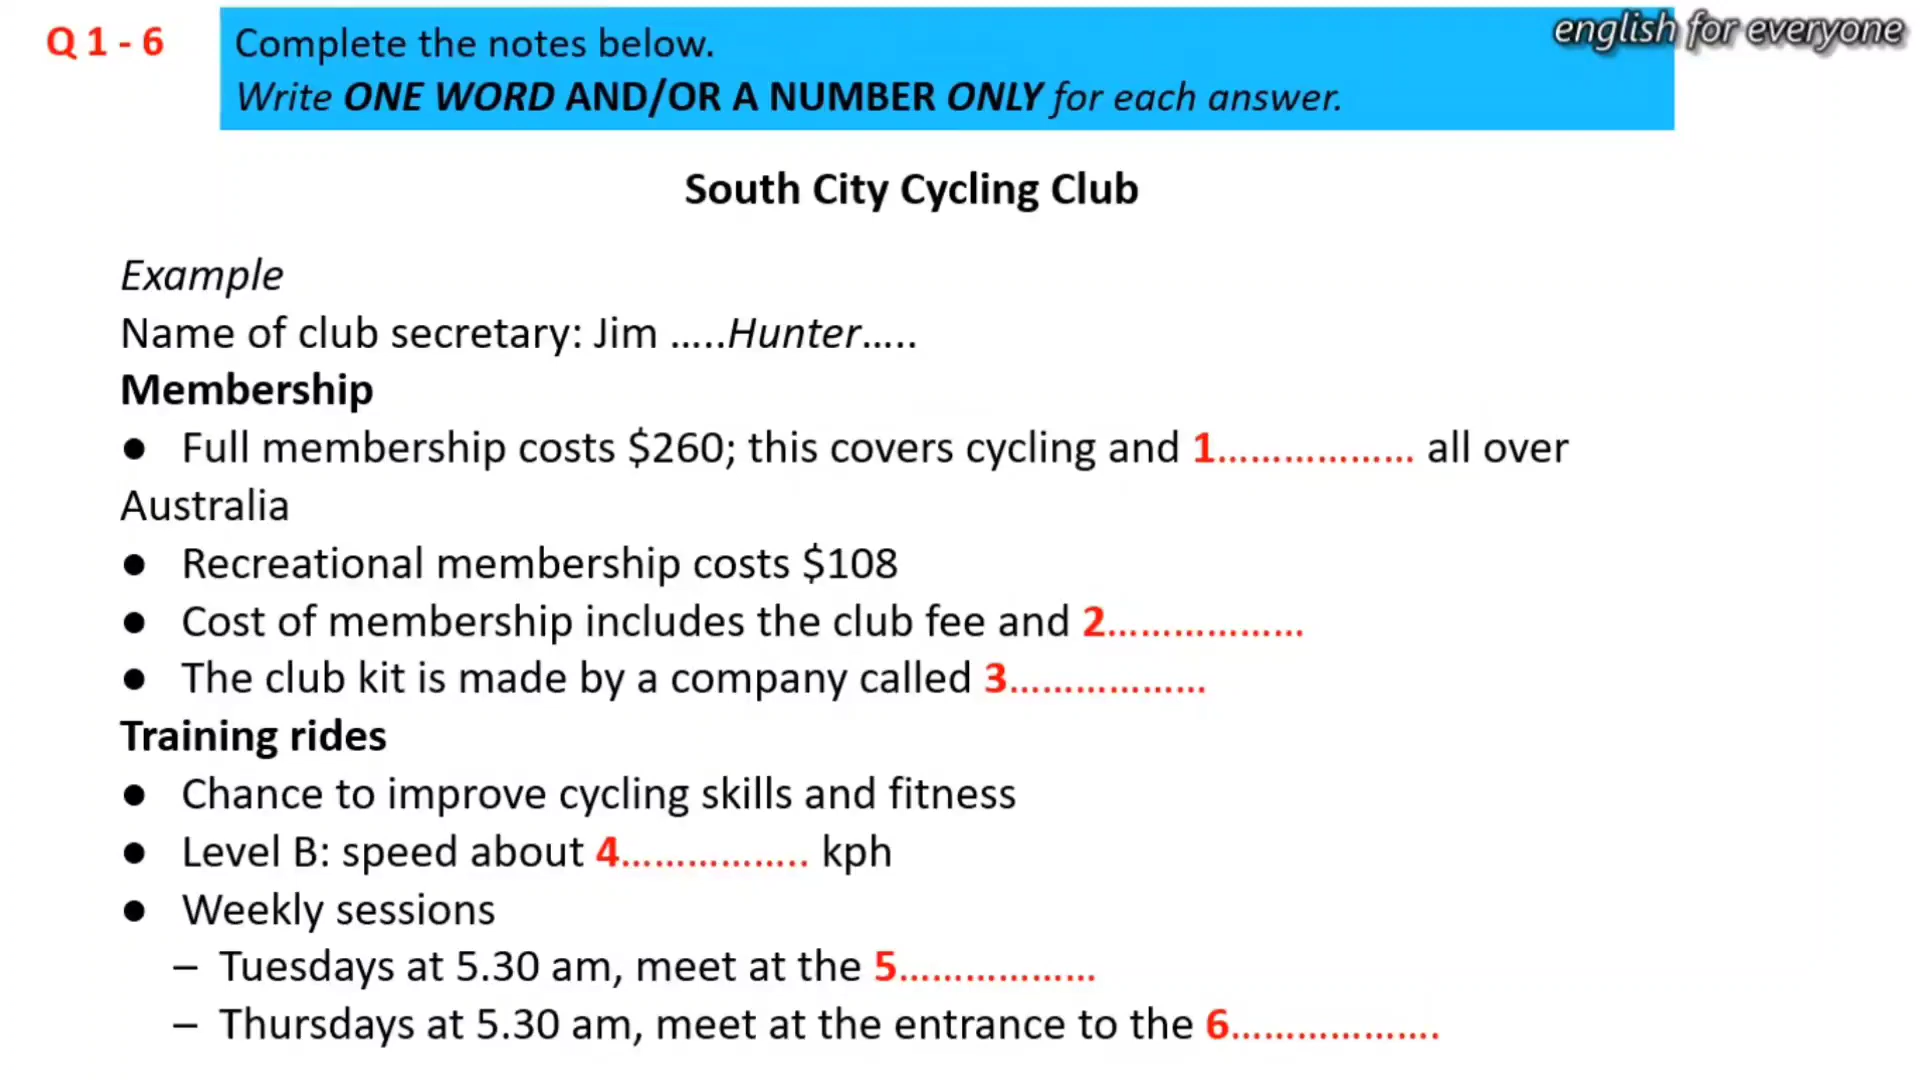 Q 1 - 6
Complete the notes below.
english for everyone
Write ONE WORD AND/OR A NUMBER ONLY for each answer.
South City Cycling Club
Example
Name of club secretary: Jim .....Hunter.....
Membership
● Full membership costs $260; this covers cycling and 1.................. all over
Australia
● Recreational membership costs $108
● Cost of membership includes the club fee and 2..................
● The club kit is made by a company called 3..................
Training rides
● Chance to improve cycling skills and fitness
● Level B: speed about 4................. kph
● Weekly sessions
– Tuesdays at 5.30 am, meet at the 5..................
– Thursdays at 5.30 am, meet at the entrance to the 6...................